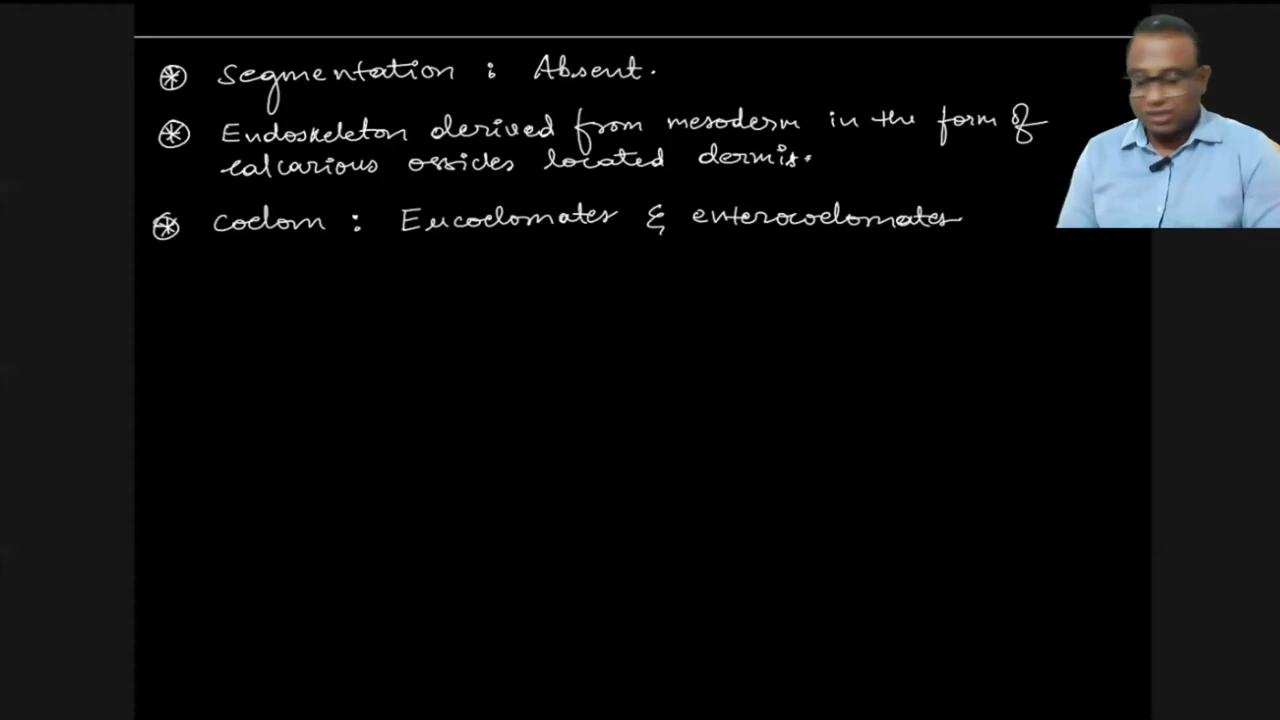 Segmentation : Absent.
Endoskeleton derived from mesoderm in the form of
calcarious ossicles located dermis.
Coelom : Eucoelomates & enterocoelomates